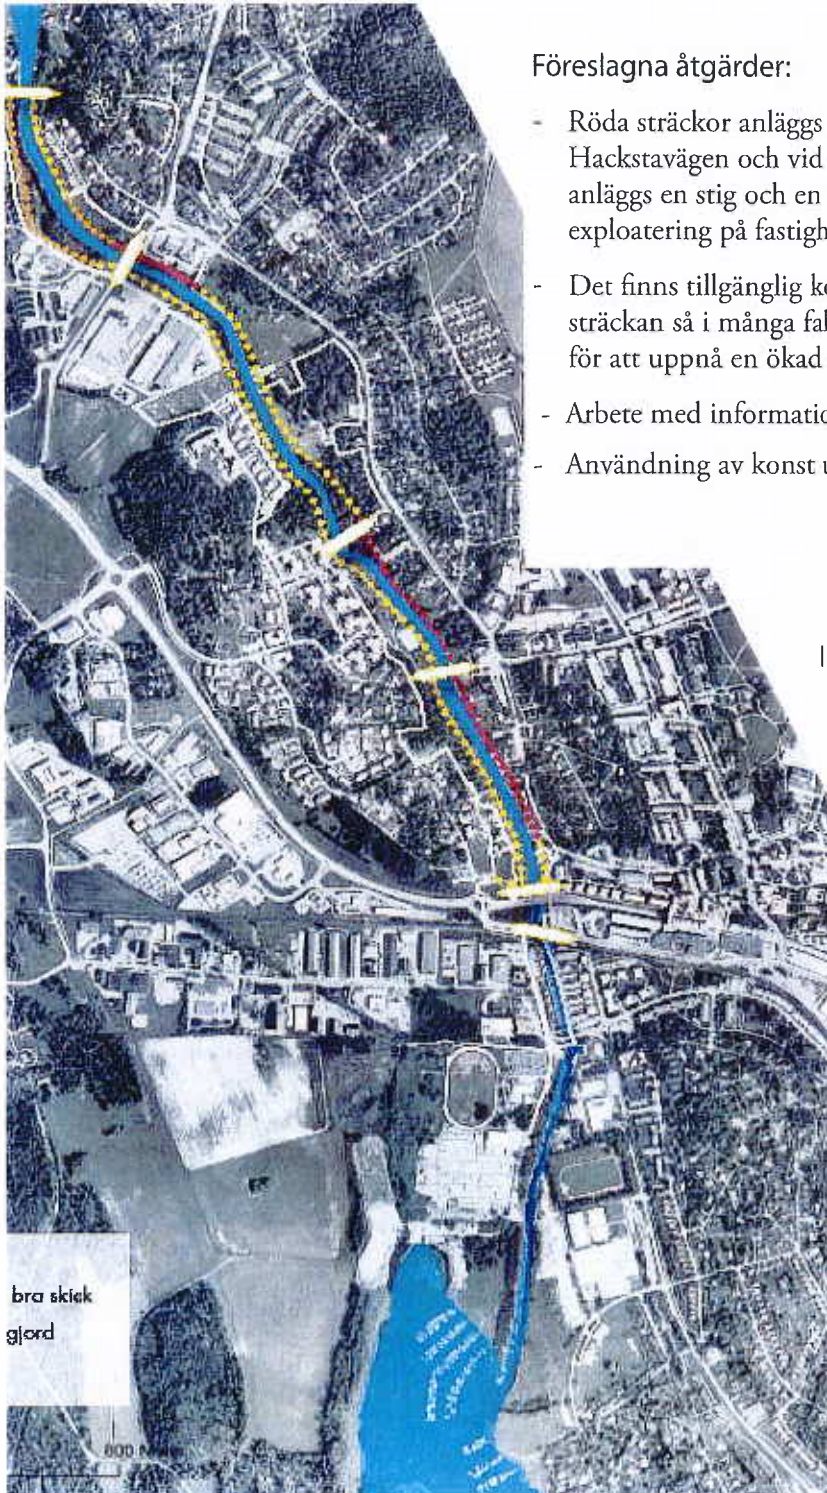 Föreslagna åtgärder:
- Röda sträckor anläggs
Hackstavägen och vid
anläggs en stig och en
exploatering på fastigh
- Det finns tillgänglig k
sträckan så i många fal
för att uppnå en ökad
- Arbete med informatio
- Användning av konst u
bra skick
gjord
600